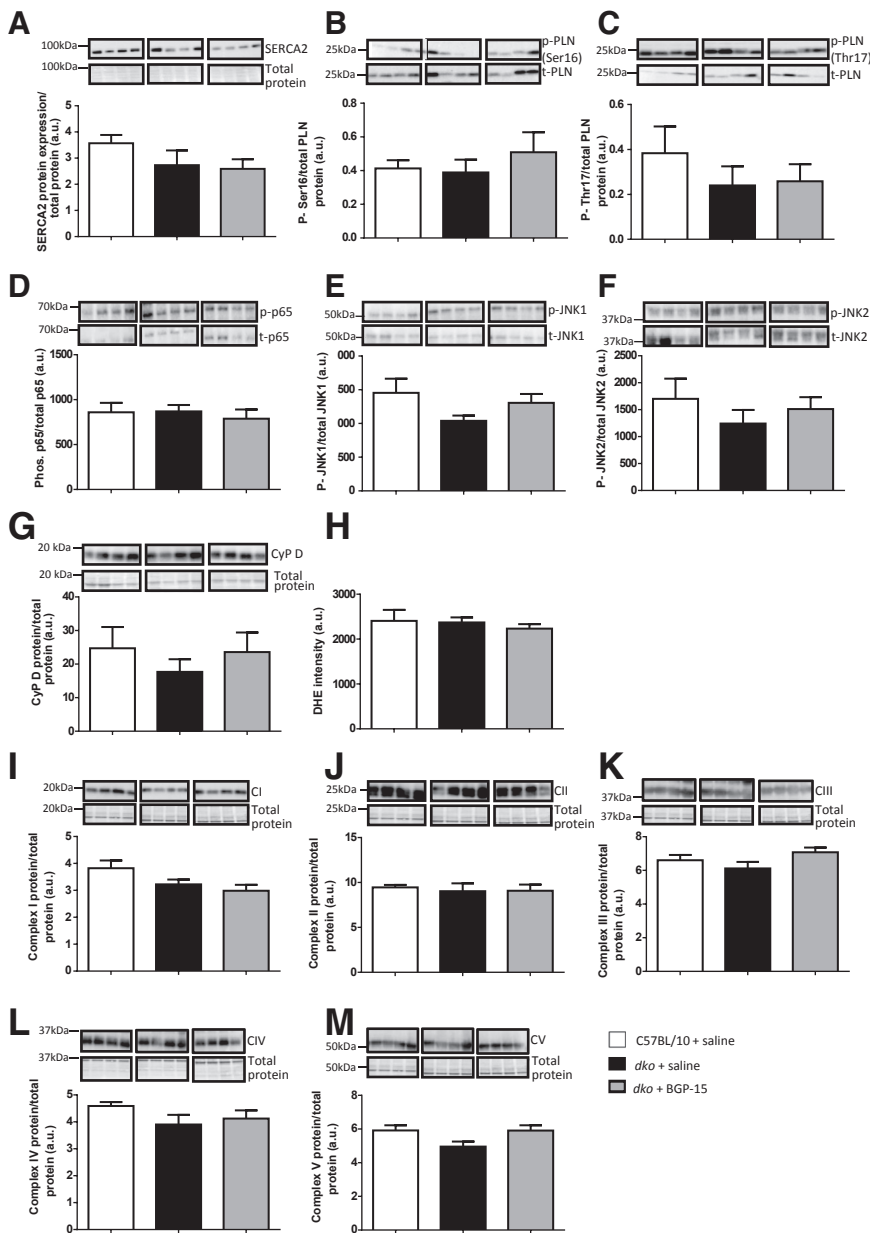 A
100kDa
SERCA2
100kDa
Total
protein
SERCA2 protein expression/
total protein (a.u.)
5
4
3
2
1
0
B
25kDa
p-PLN
(Ser16)
25kDa
t-PLN
P- Ser16/total PLN
protein (a.u.)
0.8
0.6
0.4
0.2
0.0
C
25kDa
p-PLN
(Thr17)
25kDa
t-PLN
P- Thr17/total PLN
protein (a.u.)
0.6
0.4
0.2
0.0
D
70kDa
p-p65
70kDa
t-p65
Phos. p65/total p65 (a.u.)
1500
1000
500
0
E
50kDa
p-JNK1
50kDa
t-JNK1
P- JNK1/total JNK1 (a.u.)
000
500
000
500
0
F
37kDa
p-JNK2
37kDa
t-JNK2
P- JNK2/total JNK2 (a.u.)
2500
2000
1500
1000
500
0
G
20 kDa
CyP D
20 kDa
Total
protein
CyP D protein/total
protein (a.u.)
40
30
20
10
0
H
DHE intensity (a.u.)
3000
2000
1000
0
I
20kDa
CI
20kDa
Total
protein
Complex I protein/total
protein (a.u.)
5
4
3
2
1
0
J
25kDa
CII
25kDa
Total
protein
Complex II protein/total
protein (a.u.)
15
10
5
0
K
37kDa
CIII
37kDa
Total
protein
Complex III protein/total
protein (a.u.)
8
6
4
2
0
L
37kDa
CIV
37kDa
Total
protein
Complex IV protein/total
protein (a.u.)
5
4
3
2
1
0
M
50kDa
CV
50kDa
Total
protein
Complex V protein/total
protein (a.u.)
8
6
4
2
0
C57BL/10 + saline
dko + saline
dko + BGP-15